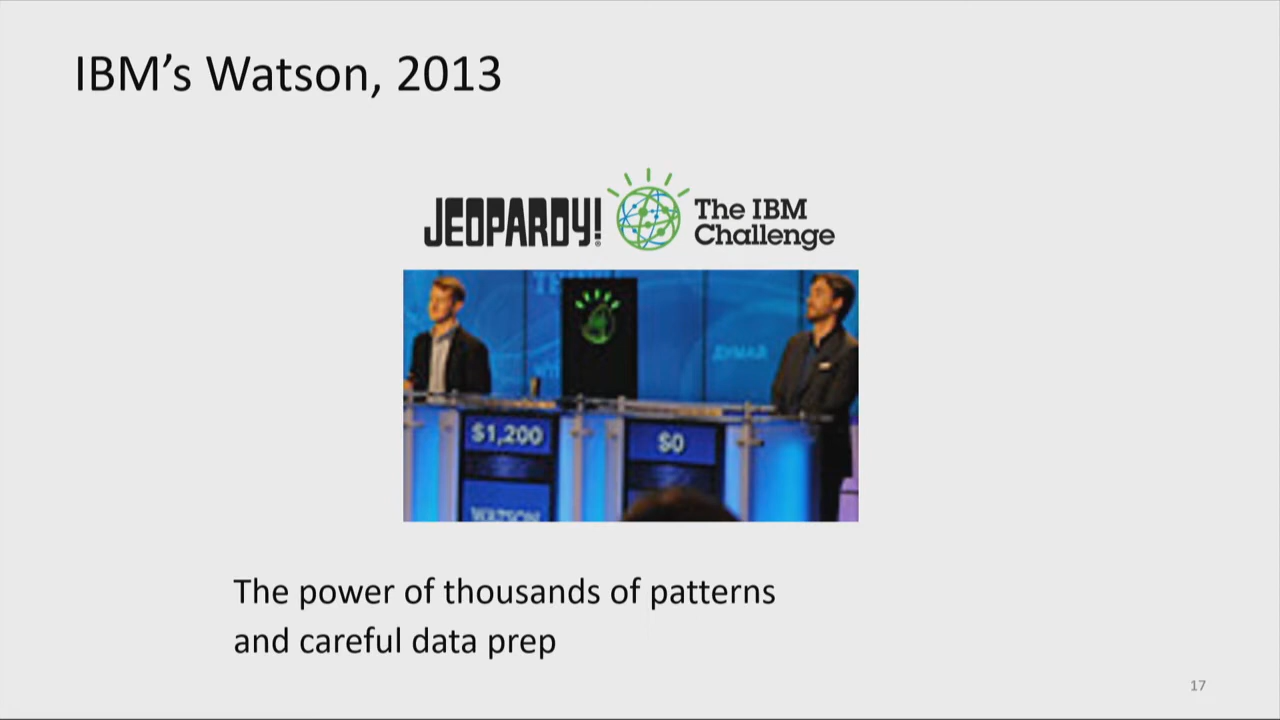 IBM’s Watson, 2013
JEOPARDY!
The IBM
Challenge
$1,200
$0
WATSON
The power of thousands of patterns
and careful data prep
17